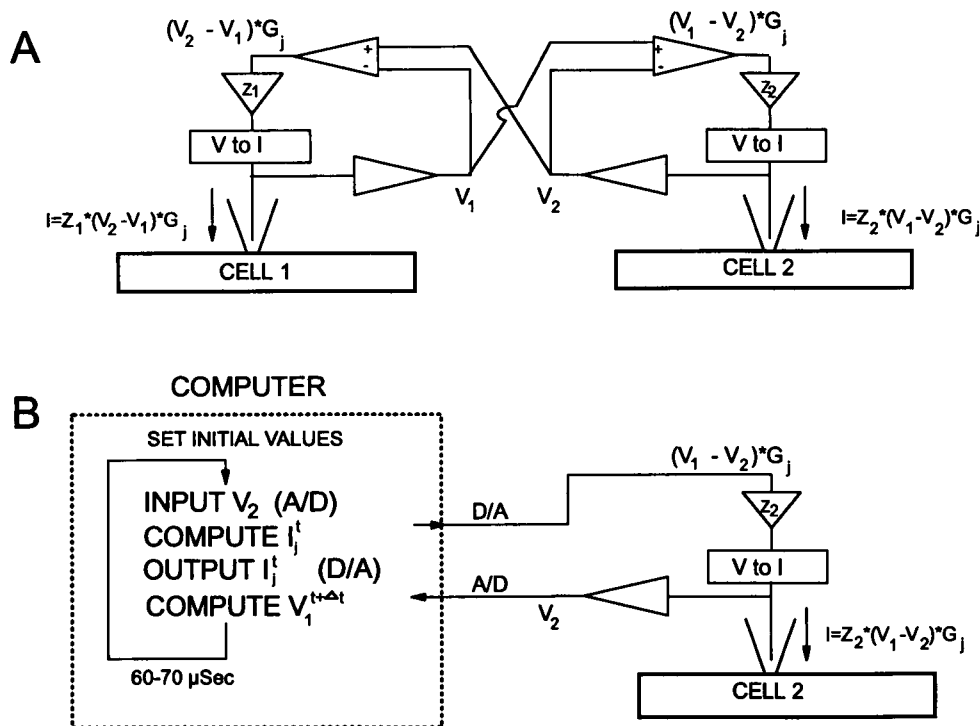 A
(V₂ - V₁)*Gⱼ
(V₁ - V₂)*Gⱼ
+
-
+
-
Z₁
Z₂
V to I
V to I
V₁
V₂
I=Z₁*(V₂-V₁)*Gⱼ
I=Z₂*(V₁-V₂)*Gⱼ
CELL 1
CELL 2
B
COMPUTER
SET INITIAL VALUES
INPUT V₂ (A/D)
COMPUTE Iⱼᵗ
OUTPUT Iⱼᵗ (D/A)
COMPUTE V₁ᵗ⁺Δᵗ
60-70 µSec
D/A
A/D
V₂
(V₁ - V₂)*Gⱼ
Z₂
V to I
I=Z₂*(V₁-V₂)*Gⱼ
CELL 2